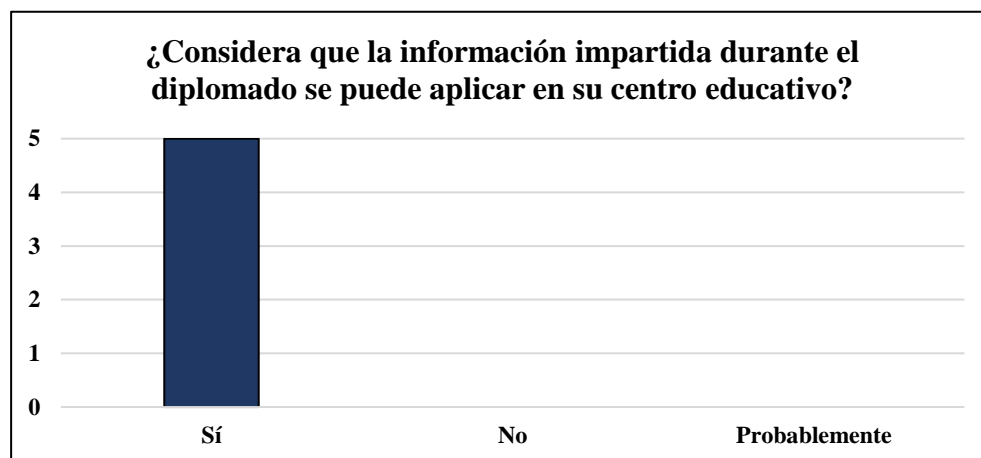 ¿Considera que la información impartida durante el
diplomado se puede aplicar en su centro educativo?
5
4
3
2
1
0
Sí No Probablemente